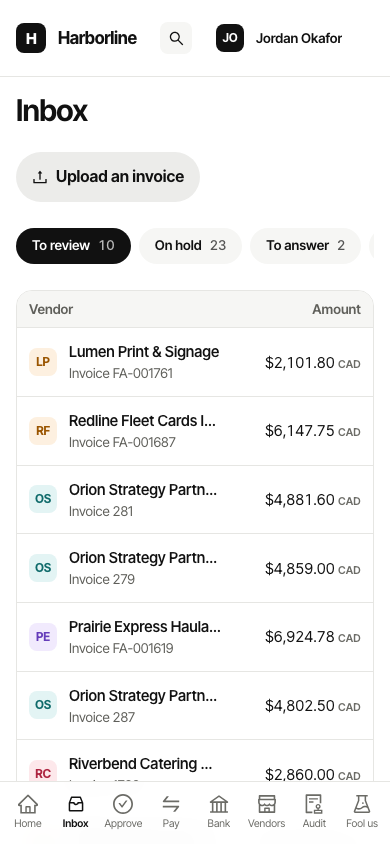 H Harborline JO Jordan Okafor
Inbox
Upload an invoice
To review 10 On hold 23 To answer 2
Vendor Amount
LP Lumen Print & Signage
Invoice FA-001761
$2,101.80 CAD
RF Redline Fleet Cards I...
Invoice FA-001687
$6,147.75 CAD
OS Orion Strategy Partn...
Invoice 281
$4,881.60 CAD
OS Orion Strategy Partn...
Invoice 279
$4,859.00 CAD
PE Prairie Express Haula...
Invoice FA-001619
$6,924.78 CAD
OS Orion Strategy Partn...
Invoice 287
$4,802.50 CAD
RC Riverbend Catering ...
$2,860.00 CAD
Home Inbox Approve Pay Bank Vendors Audit Fool us